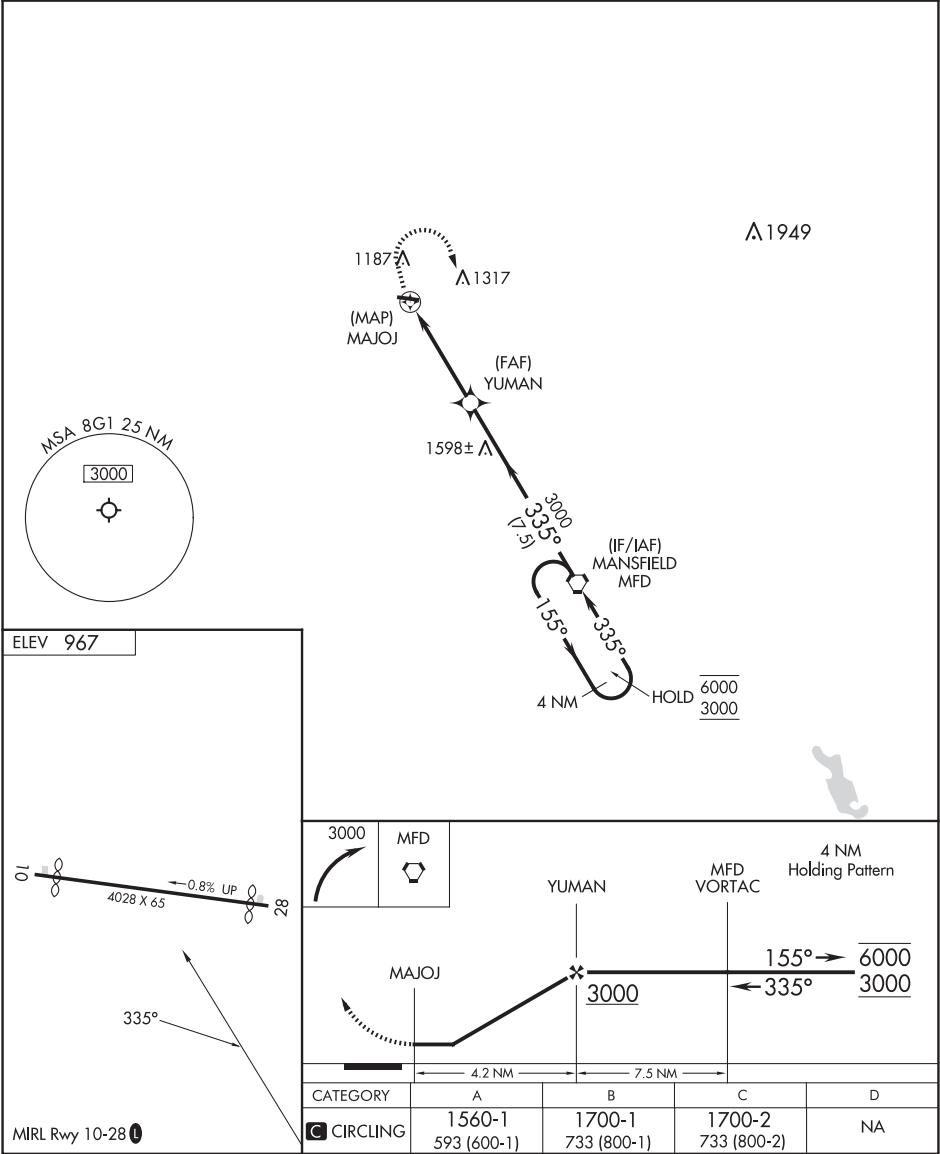 1949
1187
1317
(MAP)
MAJOJ
(FAF)
YUMAN
1598±
MSA 8G1 25 NM
3000
3000
335°
(7.5)
(IF/IAF)
MANSFIELD
MFD
155°
335°
4 NM
HOLD
6000
3000
ELEV 967
10
0.8% UP
4028 X 65
28
335°
MIRL Rwy 10-28 L
3000
MFD
YUMAN
MFD
VORTAC
4 NM
Holding Pattern
MAJOJ
3000
155°
335°
6000
3000
4.2 NM
7.5 NM
CATEGORY A B C D
C CIRCLING 1560-1 1700-1 1700-2 NA
593 (600-1) 733 (800-1) 733 (800-2)